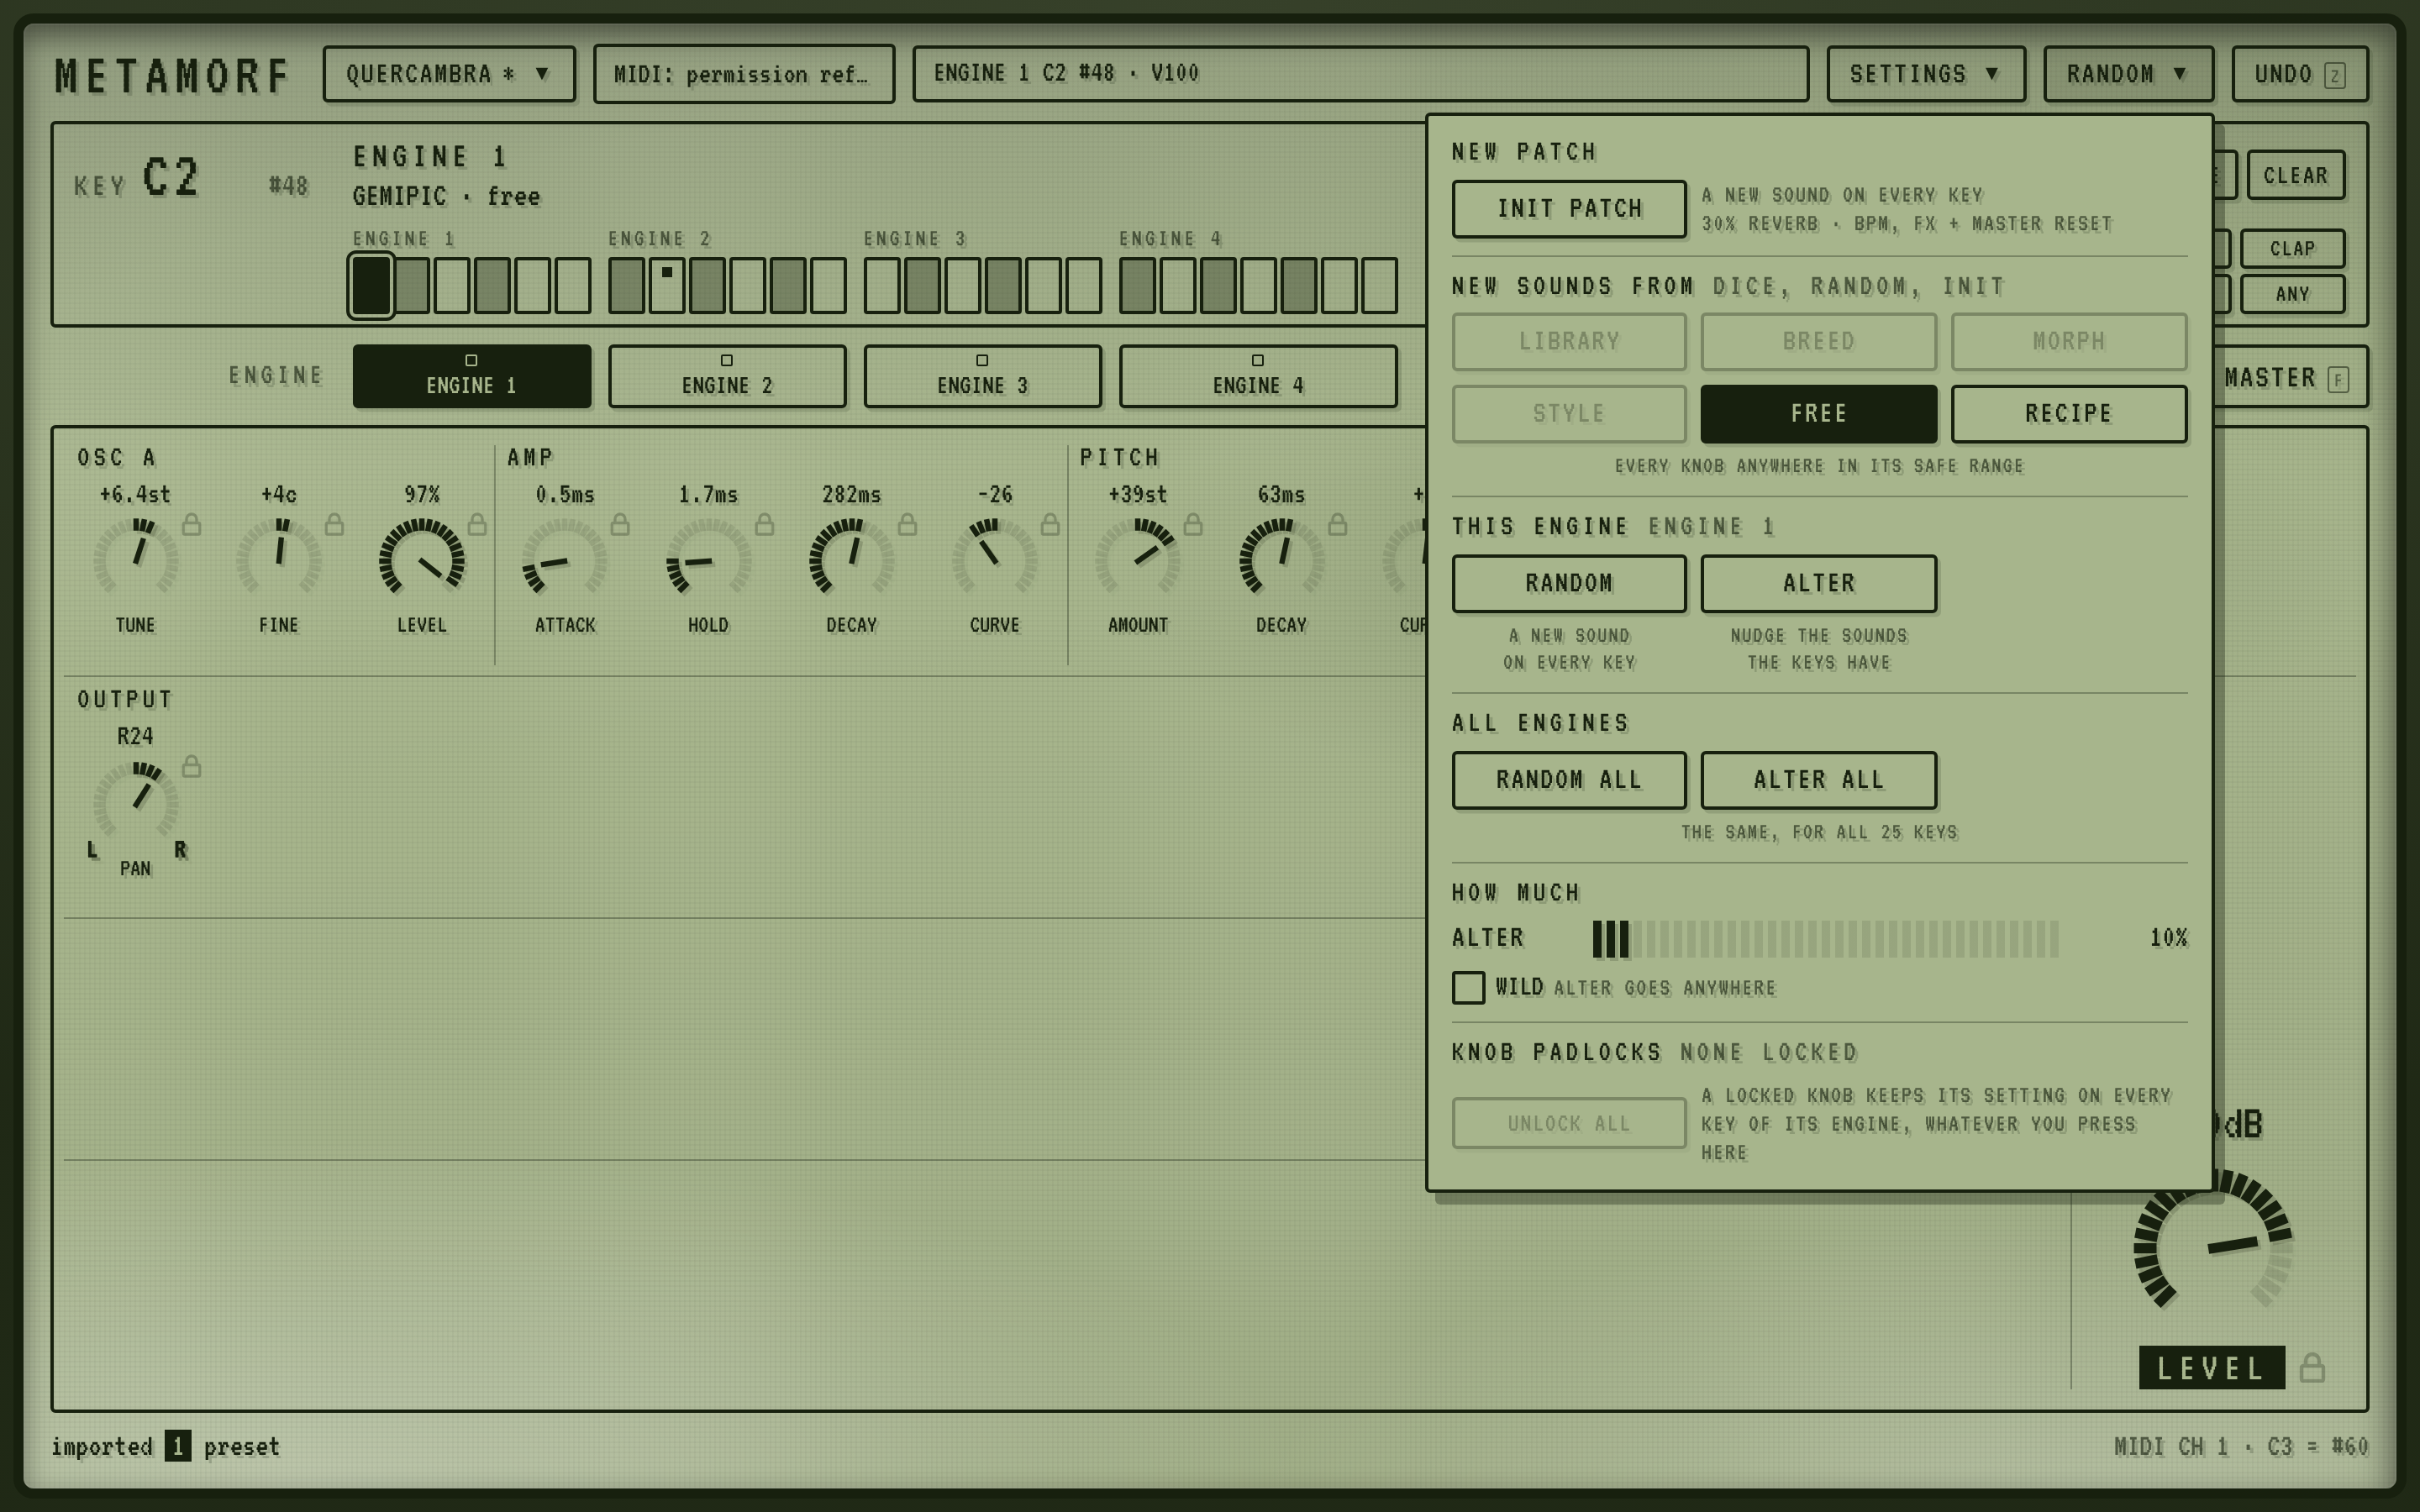 METAMORF
QUERCAMBRA * ▼
MIDI: permission ref…
ENGINE 1 C2 #48 · V100
SETTINGS ▼
RANDOM ▼
UNDO Z
KEY C2 #48
ENGINE 1
GEMIPIC · free
ENGINE 1
ENGINE 2
ENGINE 3
ENGINE 4
CLEAR
CLAP
ANY
ENGINE
ENGINE 1
ENGINE 2
ENGINE 3
ENGINE 4
MASTER F
OSC A
+6.4st
+4c
97%
TUNE
FINE
LEVEL
AMP
0.5ms
1.7ms
282ms
-26
ATTACK
HOLD
DECAY
CURVE
PITCH
+39st
63ms
AMOUNT
DECAY
OUTPUT
R24
L
R
PAN
NEW PATCH
INIT PATCH
A NEW SOUND ON EVERY KEY
30% REVERB · BPM, FX + MASTER RESET
NEW SOUNDS FROM DICE, RANDOM, INIT
LIBRARY
BREED
MORPH
STYLE
FREE
RECIPE
EVERY KNOB ANYWHERE IN ITS SAFE RANGE
THIS ENGINE ENGINE 1
RANDOM
ALTER
A NEW SOUND
ON EVERY KEY
NUDGE THE SOUNDS
THE KEYS HAVE
ALL ENGINES
RANDOM ALL
ALTER ALL
THE SAME, FOR ALL 25 KEYS
HOW MUCH
ALTER
10%
WILD ALTER GOES ANYWHERE
KNOB PADLOCKS NONE LOCKED
UNLOCK ALL
A LOCKED KNOB KEEPS ITS SETTING ON EVERY
KEY OF ITS ENGINE, WHATEVER YOU PRESS
HERE
dB
LEVEL
imported 1 preset
MIDI CH 1 · C3 = #60